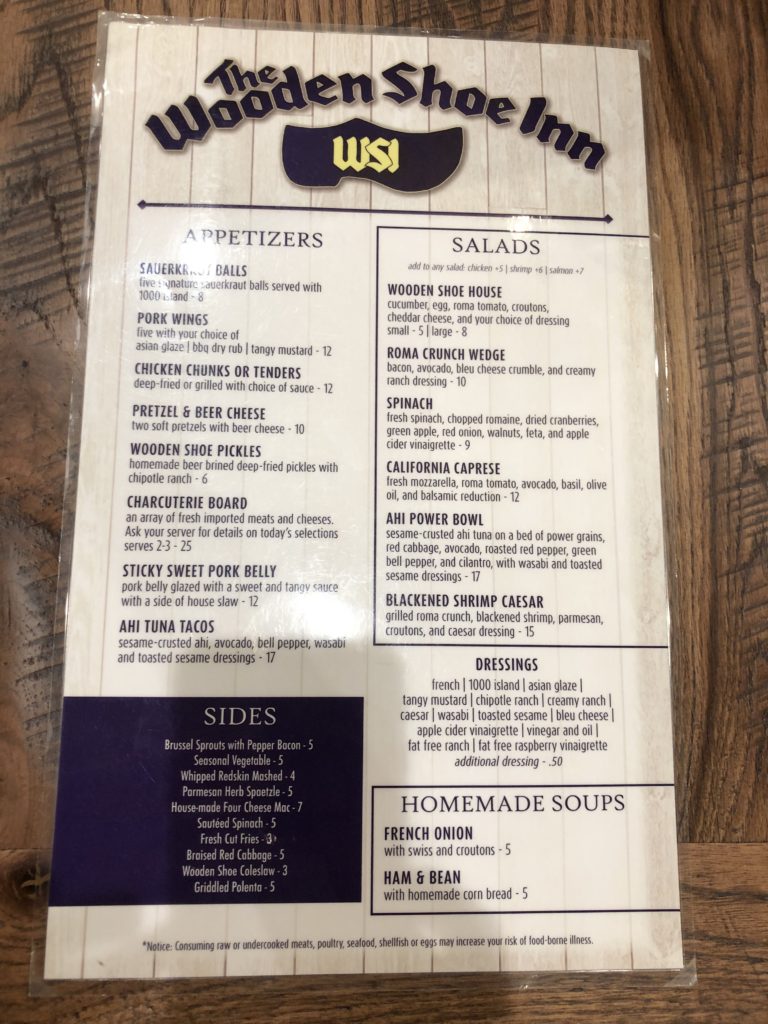 The
Wooden Shoe Inn
WSI
APPETIZERS
SAUERKRAUT BALLS
five signature sauerkraut balls served with
1000 island - 8
PORK WINGS
five with your choice of
asian glaze | bbq dry rub | tangy mustard - 12
CHICKEN CHUNKS OR TENDERS
deep-fried or grilled with choice of sauce - 12
PRETZEL & BEER CHEESE
two soft pretzels with beer cheese - 10
WOODEN SHOE PICKLES
homemade beer brined deep-fried pickles with
chipotle ranch - 6
CHARCUTERIE BOARD
an array of fresh imported meats and cheeses.
Ask your server for details on today's selections
serves 2-3 - 25
STICKY SWEET PORK BELLY
pork belly glazed with a sweet and tangy sauce
with a side of house slaw - 12
AHI TUNA TACOS
sesame-crusted ahi, avocado, bell pepper, wasabi
and toasted sesame dressings - 17
SIDES
Brussel Sprouts with Pepper Bacon - 5
Seasonal Vegetable - 5
Whipped Redskin Mashed - 4
Parmesan Herb Spaetzle - 5
House-made Four Cheese Mac - 7
Sautéed Spinach - 5
Fresh Cut Fries - 3
Braised Red Cabbage - 5
Wooden Shoe Coleslaw - 3
Griddled Polenta - 5
SALADS
add to any salad: chicken +5 | shrimp +6 | salmon +7
WOODEN SHOE HOUSE
cucumber, egg, roma tomato, croutons,
cheddar cheese, and your choice of dressing
small - 5 | large - 8
ROMA CRUNCH WEDGE
bacon, avocado, bleu cheese crumble, and creamy
ranch dressing - 10
SPINACH
fresh spinach, chopped romaine, dried cranberries,
green apple, red onion, walnuts, feta, and apple
cider vinaigrette - 9
CALIFORNIA CAPRESE
fresh mozzarella, roma tomato, avocado, basil, olive
oil, and balsamic reduction - 12
AHI POWER BOWL
sesame-crusted ahi tuna on a bed of power grains,
red cabbage, avocado, roasted red pepper, green
bell pepper, and cilantro, with wasabi and toasted
sesame dressings - 17
BLACKENED SHRIMP CAESAR
grilled roma crunch, blackened shrimp, parmesan,
croutons, and caesar dressing - 15
DRESSINGS
french | 1000 island | asian glaze |
tangy mustard | chipotle ranch | creamy ranch |
caesar | wasabi | toasted sesame | bleu cheese |
apple cider vinaigrette | vinegar and oil |
fat free ranch | fat free raspberry vinaigrette
additional dressing - .50
HOMEMADE SOUPS
FRENCH ONION
with swiss and croutons - 5
HAM & BEAN
with homemade corn bread - 5
*Notice: Consuming raw or undercooked meats, poultry, seafood, shellfish or eggs may increase your risk of food-borne illness.